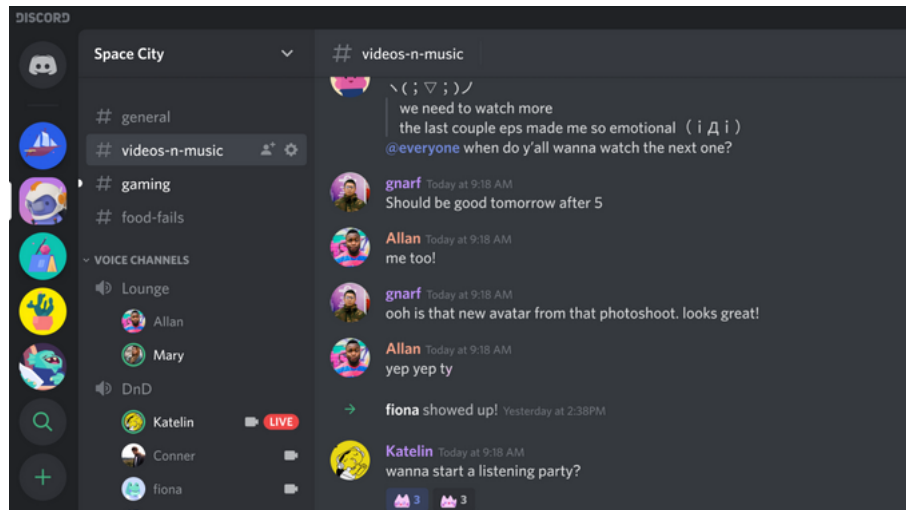 DISCORD
Space City
general
videos-n-music
gaming
food-fails
VOICE CHANNELS
Lounge
Allan
Mary
DnD
Katelin LIVE
Conner
fiona
# videos-n-music
ヽ(；▽；)ノ
we need to watch more
the last couple eps made me so emotional （ｉДｉ）
@everyone when do y'all wanna watch the next one?
gnarf Today at 9:18 AM
Should be good tomorrow after 5
Allan Today at 9:18 AM
me too!
gnarf Today at 9:18 AM
ooh is that new avatar from that photoshoot. looks great!
Allan Today at 9:18 AM
yep yep ty
fiona showed up! Yesterday at 2:38PM
Katelin Today at 9:18 AM
wanna start a listening party?
3 3